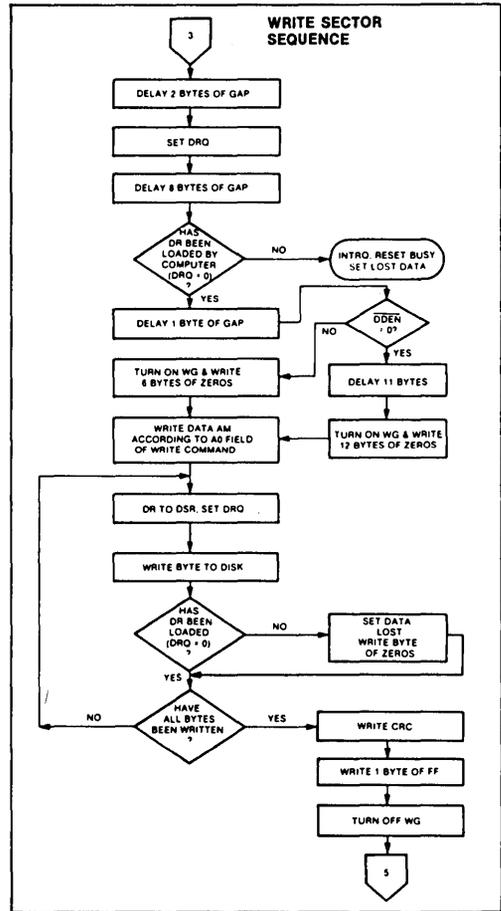 WRITE SECTOR
SEQUENCE
3
DELAY 2 BYTES OF GAP
SET DRQ
DELAY 8 BYTES OF GAP
HAS
DR BEEN
LOADED BY
COMPUTER
(DRQ = 0)
?
NO
INTRQ. RESET BUSY
SET LOST DATA
YES
DELAY 1 BYTE OF GAP
DDEN
= 0?
NO
YES
TURN ON WG & WRITE
6 BYTES OF ZEROS
DELAY 11 BYTES
WRITE DATA AM
ACCORDING TO A0 FIELD
OF WRITE COMMAND
TURN ON WG & WRITE
12 BYTES OF ZEROS
DR TO DSR, SET DRQ
WRITE BYTE TO DISK
HAS
DR BEEN
LOADED
(DRQ = 0)
?
NO
SET DATA
LOST
WRITE BYTE
OF ZEROS
YES
HAVE
ALL BYTES
BEEN WRITTEN
?
NO
YES
WRITE CRC
WRITE 1 BYTE OF FF
TURN OFF WG
5